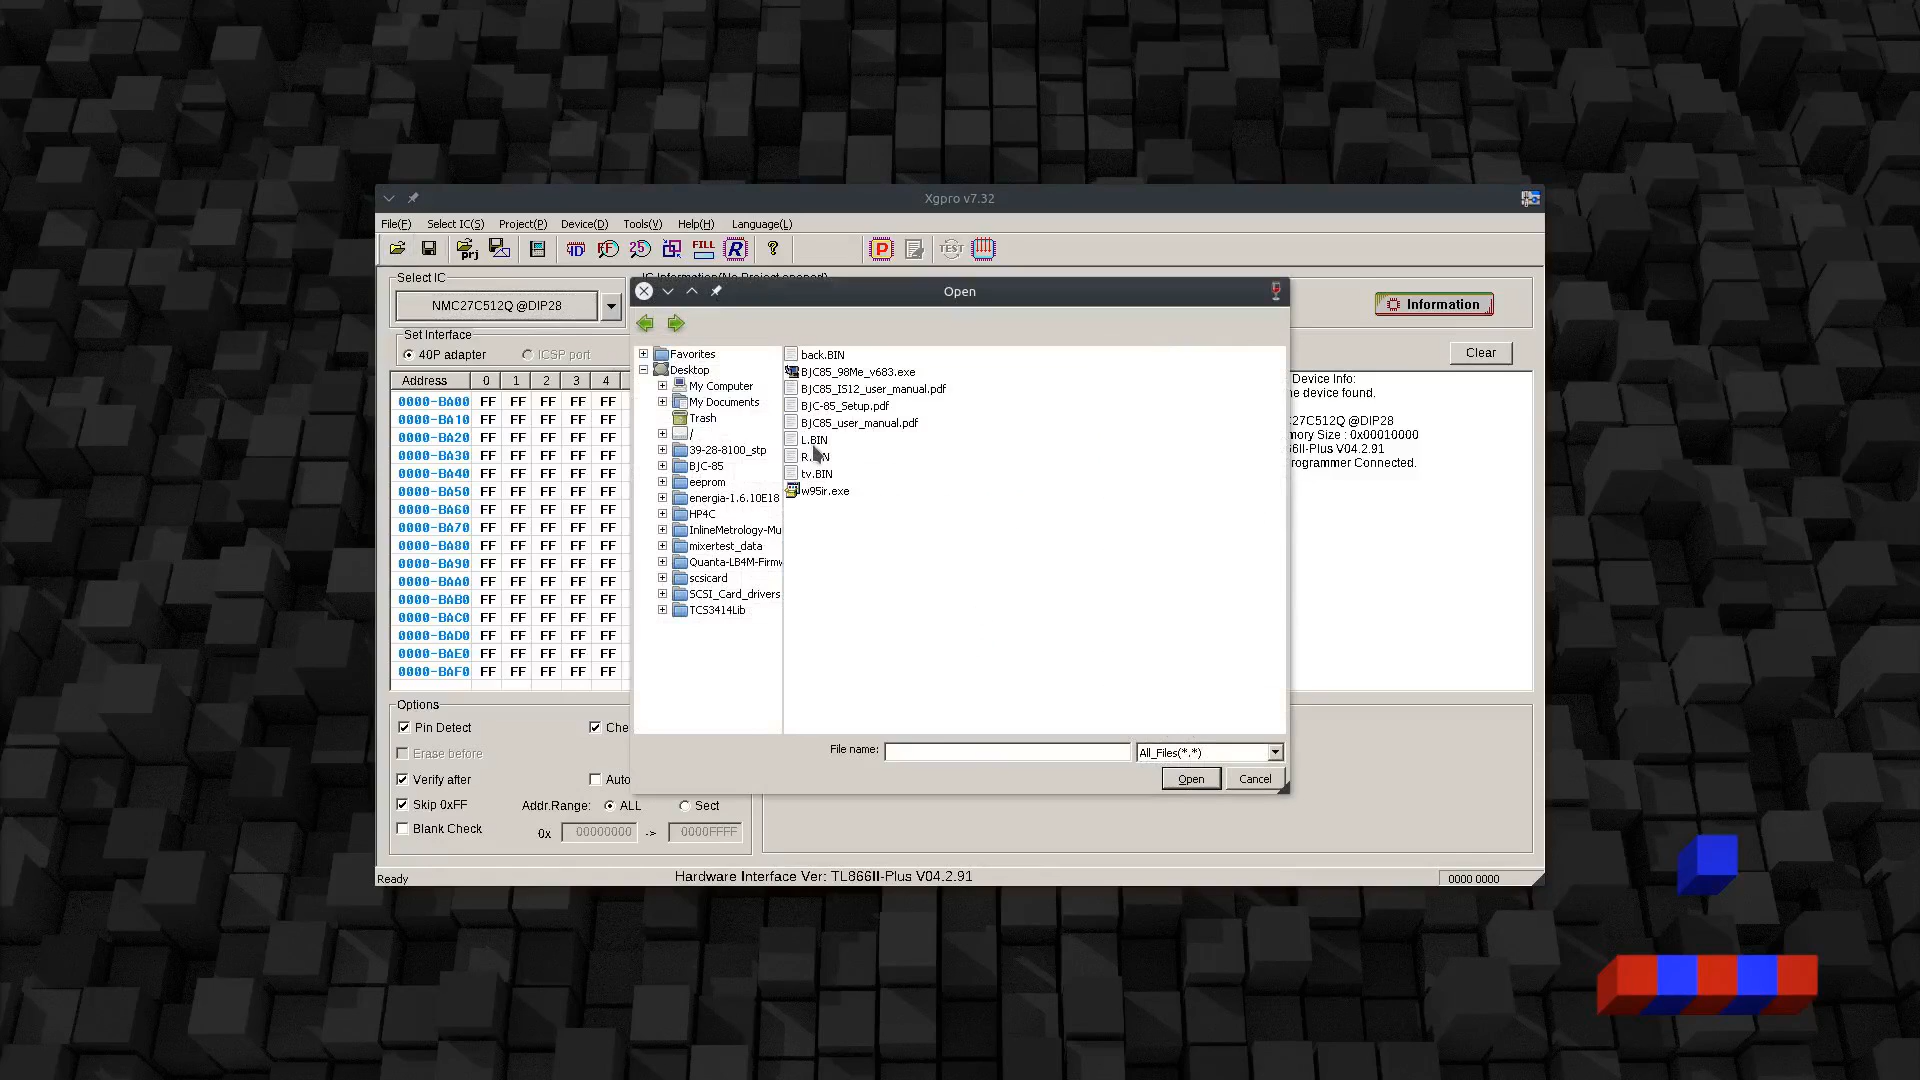 Xgpro v7.32
File(F) Select IC(S) Project(P) Device(D) Tools(V) Help(H) Language(L)
prj ID FF 25 FILL R ? P TEST
Select IC
NMC27C512Q @DIP28
Information
Set Interface
40P adapter ICSP port
Clear
Address 0 1 2 3 4
0000-BA00 FF FF FF FF FF
0000-BA10 FF FF FF FF FF
0000-BA20 FF FF FF FF FF
0000-BA30 FF FF FF FF FF
0000-BA40 FF FF FF FF FF
0000-BA50 FF FF FF FF FF
0000-BA60 FF FF FF FF FF
0000-BA70 FF FF FF FF FF
0000-BA80 FF FF FF FF FF
0000-BA90 FF FF FF FF FF
0000-BAA0 FF FF FF FF FF
0000-BAB0 FF FF FF FF FF
0000-BAC0 FF FF FF FF FF
0000-BAD0 FF FF FF FF FF
0000-BAE0 FF FF FF FF FF
0000-BAF0 FF FF FF FF FF
Open
Favorites
Desktop
My Computer
My Documents
Trash
/
39-28-8100_stp
BJC-85
eeprom
energia-1.6.10E18
HP4C
InlineMetrology-Mu
mixertest_data
Quanta-LB4M-Firmw
scsicard
SCSI_Card_drivers
TCS3414Lib
back.BIN
BJC85_98Me_v683.exe
BJC85_IS12_user_manual.pdf
BJC-85_Setup.pdf
BJC85_user_manual.pdf
L.BIN
tv.BIN
w95ir.exe
File name:
All_Files(*.*)
Open Cancel
Device Info:
ne device found.
27C512Q @DIP28
mory Size : 0x00010000
6II-Plus V04.2.91
rogrammer Connected.
Options
Pin Detect Che
Erase before
Verify after Auto
Skip 0xFF Addr.Range: ALL Sect
Blank Check 0x 00000000 -> 0000FFFF
Ready Hardware Interface Ver: TL866II-Plus V04.2.91 0000 0000